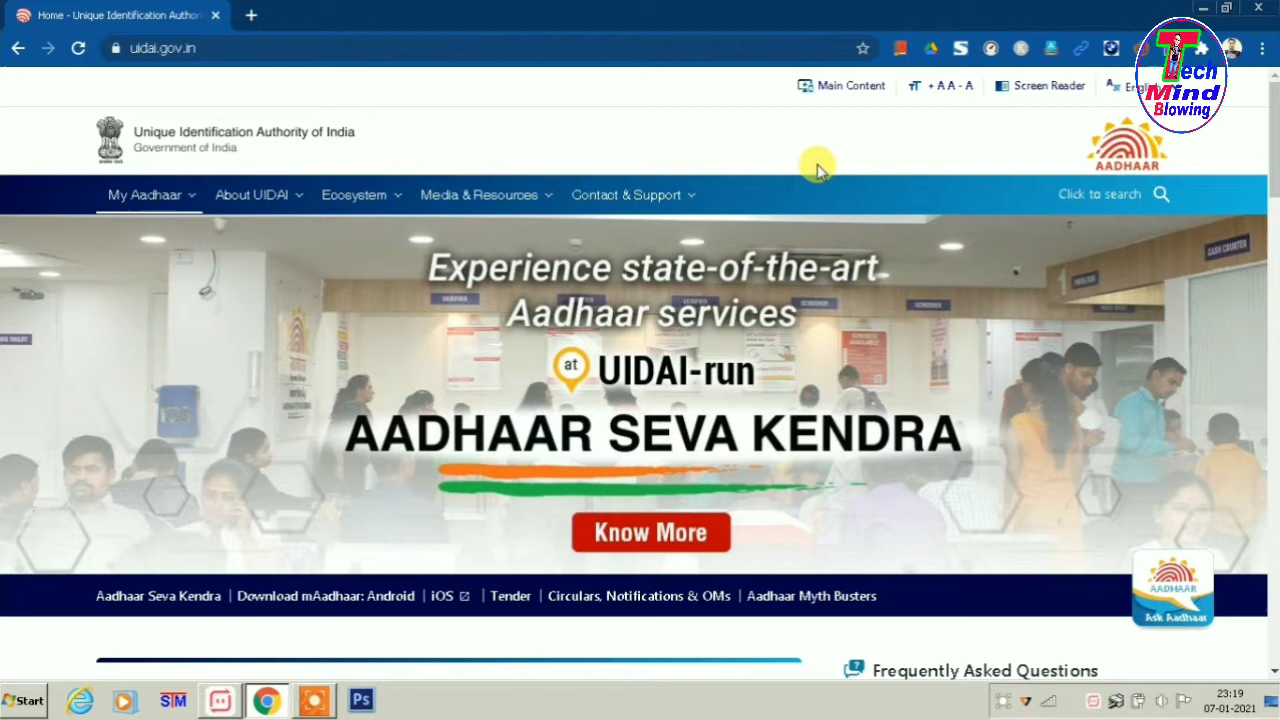 Home - Unique Identification Author
uidai.gov.in
Main Content
+ A A - A
Screen Reader
English
Tech
Mind
Blowing
Unique Identification Authority of India
Government of India
AADHAAR
My Aadhaar
About UIDAI
Ecosystem
Media & Resources
Contact & Support
Click to search
CASH COUNTER
Experience state-of-the-art
Aadhaar services
at
UIDAI-run
AADHAAR SEVA KENDRA
Know More
AADHAAR
Ask Aadhaar
Aadhaar Seva Kendra
Download mAadhaar: Android
iOS
Tender
Circulars, Notifications & OMs
Aadhaar Myth Busters
Frequently Asked Questions
Start
STM
Ps
23:19
07-01-2021